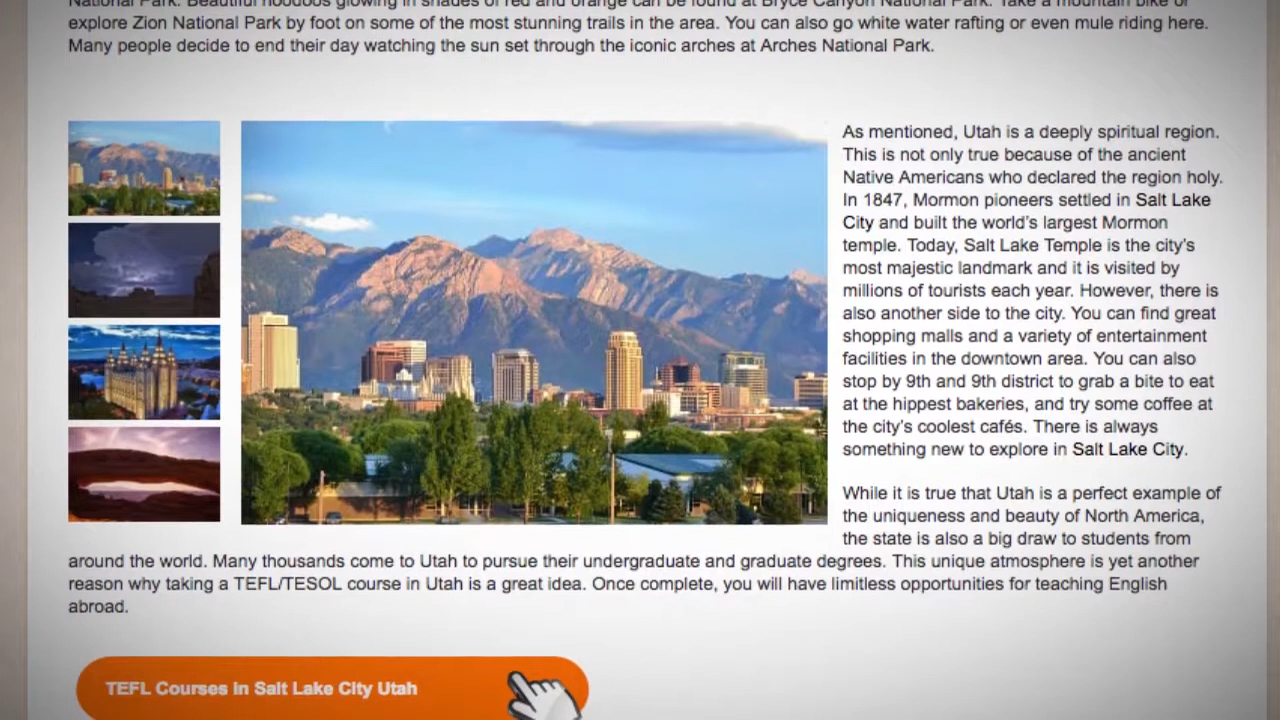 National Park. Beautiful hoodoos glowing in shades of red and orange can be found at Bryce Canyon National Park. Take a mountain bike or
explore Zion National Park by foot on some of the most stunning trails in the area. You can also go white water rafting or even mule riding here.
Many people decide to end their day watching the sun set through the iconic arches at Arches National Park.
As mentioned, Utah is a deeply spiritual region.
This is not only true because of the ancient
Native Americans who declared the region holy.
In 1847, Mormon pioneers settled in Salt Lake
City and built the world's largest Mormon
temple. Today, Salt Lake Temple is the city's
most majestic landmark and it is visited by
millions of tourists each year. However, there is
also another side to the city. You can find great
shopping malls and a variety of entertainment
facilities in the downtown area. You can also
stop by 9th and 9th district to grab a bite to eat
at the hippest bakeries, and try some coffee at
the city's coolest cafés. There is always
something new to explore in Salt Lake City.
While it is true that Utah is a perfect example of
the uniqueness and beauty of North America,
the state is also a big draw to students from
around the world. Many thousands come to Utah to pursue their undergraduate and graduate degrees. This unique atmosphere is yet another
reason why taking a TEFL/TESOL course in Utah is a great idea. Once complete, you will have limitless opportunities for teaching English
abroad.
TEFL Courses in Salt Lake City Utah